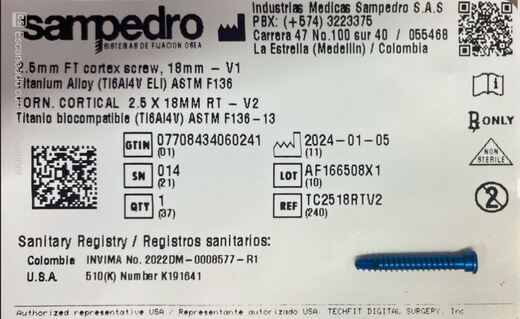 sampedro
SISTEMAS DE FIJACION OSEA
Industrias Medicas Sampedro S.A.S
PBX: (+574) 3223375
Carrera 47 No.100 sur 40 / 055468
La Estrella (Medellin) / Colombia
.5mm FT cortex screw, 18mm - V1
Titanium Alloy (TI6Al4V ELI) ASTM F136
TORN. CORTICAL 2.5 X 18MM RT - V2
Titanio biocompatible (TI6Al4V) ASTM F136-13
GTIN (01) 07708434060241
2024-01-05 (11)
SN (21) 014
LOT (10) AF166508X1
QTY (37) 1
REF (240) TC2518RTV2
R ONLY
NON STERILE
2
Sanitary Registry / Registros sanitarios:
Colombia INVIMA No. 2022DM-0008577-R1
U.S.A. 510(K) Number K191641
Authorized representative USA / Representante autorizado USA: TECHFIT DIGITAL SURGERY, Inc